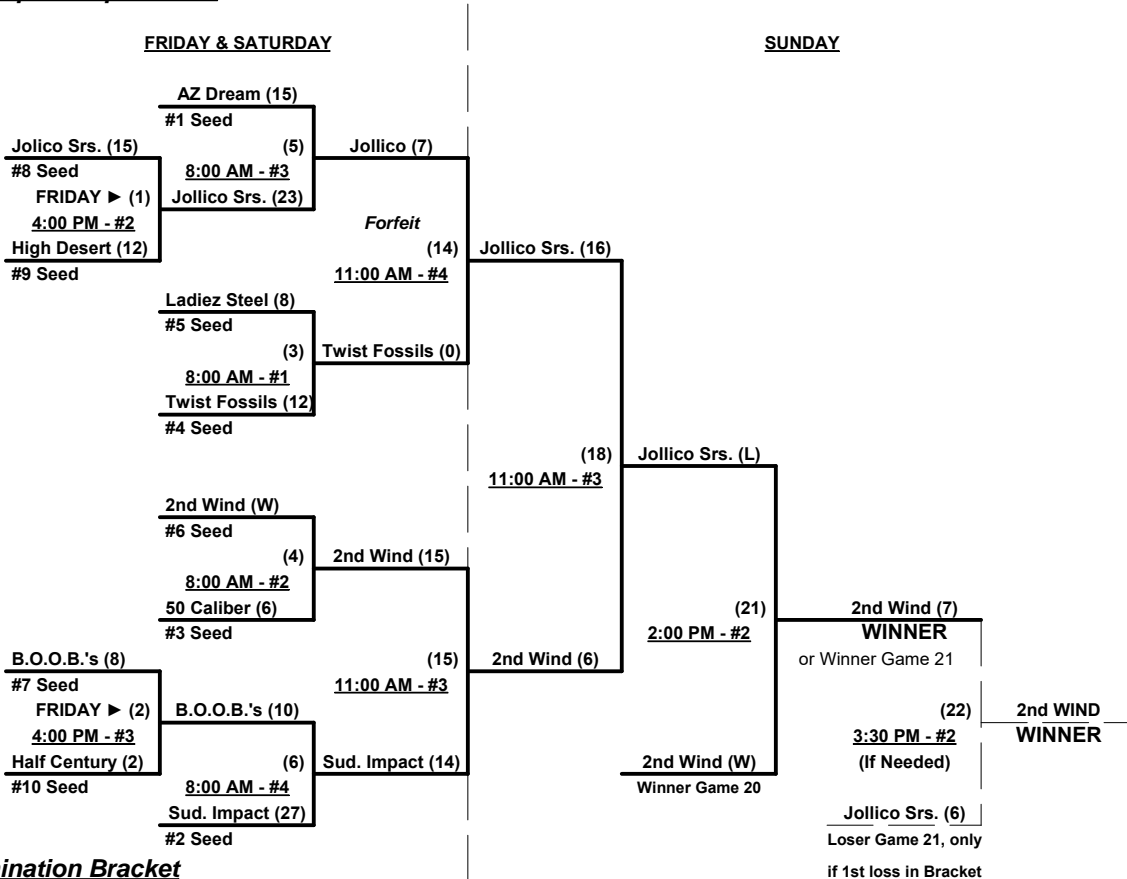 FRIDAY & SATURDAY
SUNDAY
AZ Dream (15)
#1 Seed
Jolico Srs. (15)
(5)
Jollico (7)
#8 Seed
8:00 AM - #3
FRIDAY ► (1)
Jollico Srs. (23)
4:00 PM - #2
Forfeit
High Desert (12)
(14)
Jollico Srs. (16)
#9 Seed
11:00 AM - #4
Ladiez Steel (8)
#5 Seed
(3)
Twist Fossils (0)
8:00 AM - #1
Twist Fossils (12)
#4 Seed
(18)
Jollico Srs. (L)
11:00 AM - #3
2nd Wind (W)
#6 Seed
(4)
2nd Wind (15)
8:00 AM - #2
50 Caliber (6)
(21)
2nd Wind (7)
#3 Seed
2:00 PM - #2
WINNER
B.O.O.B.'s (8)
(15)
2nd Wind (6)
or Winner Game 21
#7 Seed
11:00 AM - #3
FRIDAY ► (2)
B.O.O.B.'s (10)
(22)
2nd WIND
4:00 PM - #3
3:30 PM - #2
WINNER
Half Century (2)
(6)
Sud. Impact (14)
2nd Wind (W)
(If Needed)
#10 Seed
8:00 AM - #4
Winner Game 20
Sud. Impact (27)
Jollico Srs. (6)
#2 Seed
Loser Game 21, only
ination Bracket
if 1st loss in Bracket